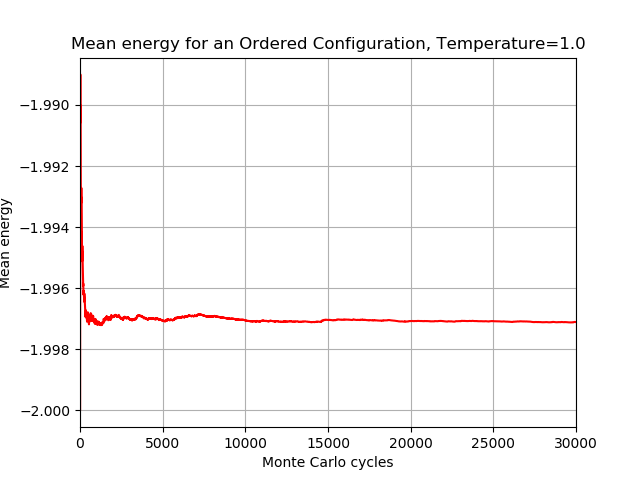 Mean energy for an Ordered Configuration, Temperature=1.0
−1.990
−1.992
−1.994
−1.996
−1.998
−2.000
Mean energy
0 5000 10000 15000 20000 25000 30000
Monte Carlo cycles